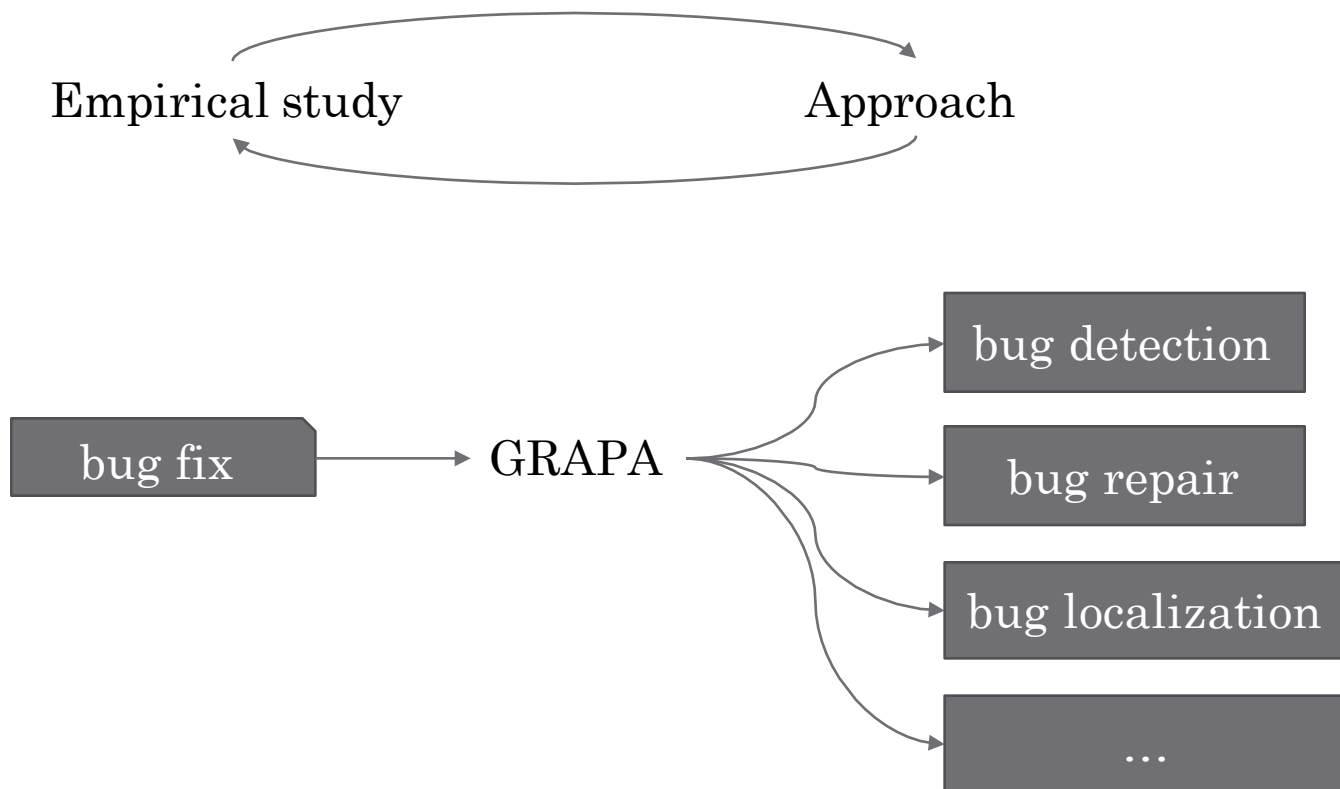 Empirical study
Approach
bug fix
GRAPA
bug detection
bug repair
bug localization
…